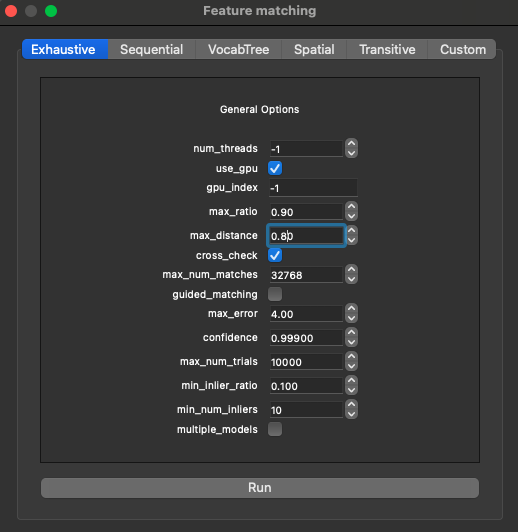 Feature matching
Exhaustive Sequential VocabTree Spatial Transitive Custom
General Options
num_threads -1
use_gpu
gpu_index -1
max_ratio 0.90
max_distance 0.80
cross_check
max_num_matches 32768
guided_matching
max_error 4.00
confidence 0.99900
max_num_trials 10000
min_inlier_ratio 0.100
min_num_inliers 10
multiple_models
Run